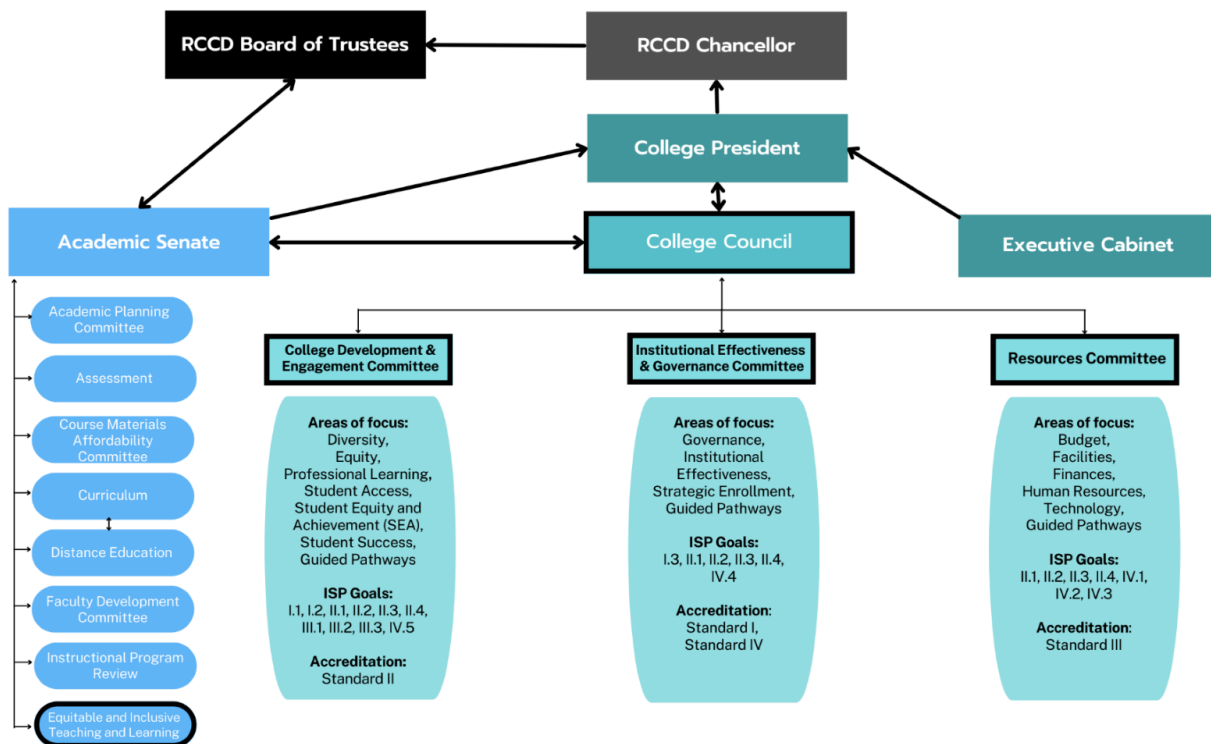 RCCD Board of Trustees
RCCD Chancellor
College President
Academic Senate
College Council
Executive Cabinet
Academic Planning
Committee
Assessment
Course Materials
Affordability
Committee
Curriculum
Distance Education
Faculty Development
Committee
Instructional Program
Review
Equitable and Inclusive
Teaching and Learning
College Development &
Engagement Committee
Areas of focus:
Diversity,
Equity,
Professional Learning,
Student Access,
Student Equity and
Achievement (SEA),
Student Success,
Guided Pathways
ISP Goals:
I.1, I.2, II.1, II.2, II.3, II.4,
III.1, III.2, III.3, IV.5
Accreditation:
Standard II
Institutional Effectiveness
& Governance Committee
Areas of focus:
Governance,
Institutional
Effectiveness,
Strategic Enrollment,
Guided Pathways
ISP Goals:
I.3, II.1, II.2, II.3, II.4,
IV.4
Accreditation:
Standard I,
Standard IV
Resources Committee
Areas of focus:
Budget,
Facilities,
Finances,
Human Resources,
Technology,
Guided Pathways
ISP Goals:
II.1, II.2, II.3, II.4, IV.1,
IV.2, IV.3
Accreditation:
Standard III